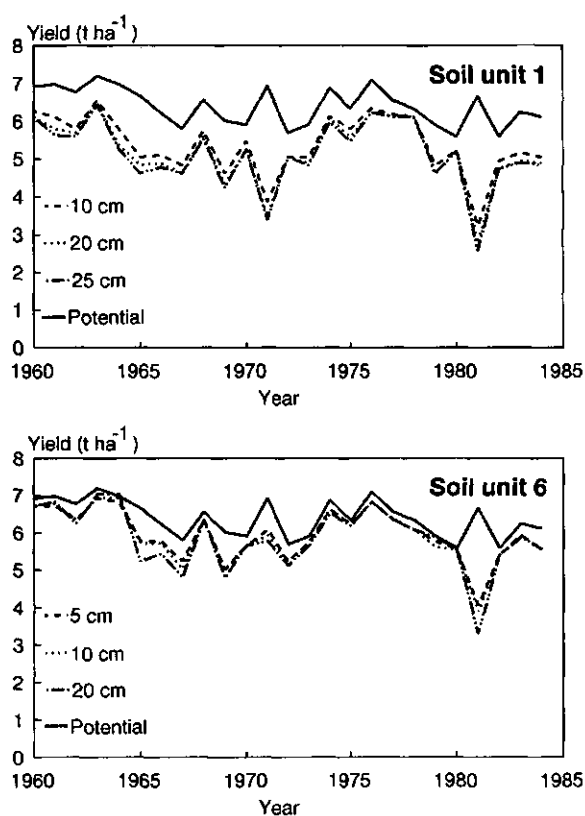 Yield (t ha-1)
8
7
6
5
4
3
2
1
0
Soil unit 1
10 cm
20 cm
25 cm
Potential
1960 1965 1970 1975 1980 1985
Year
Yield (t ha-1)
8
7
6
5
4
3
2
1
0
Soil unit 6
5 cm
10 cm
20 cm
Potential
1960 1965 1970 1975 1980 1985
Year